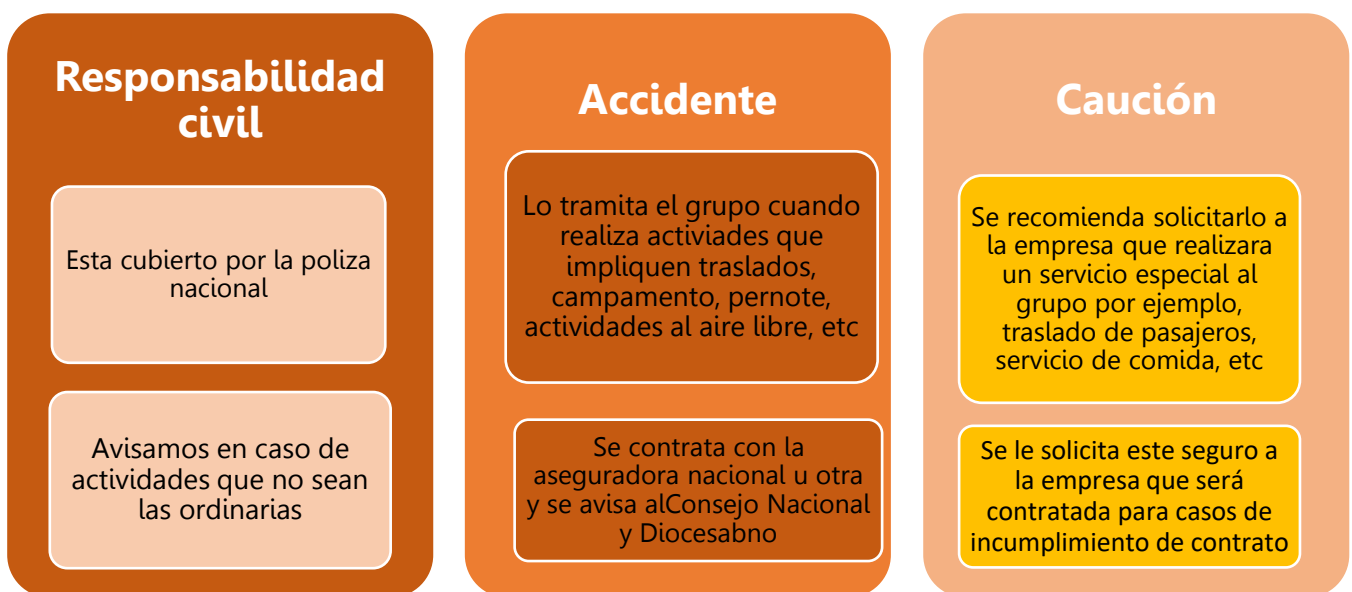 Responsabilidad
civil
Esta cubierto por la poliza
nacional
Avisamos en caso de
actividades que no sean
las ordinarias
Accidente
Lo tramita el grupo cuando
realiza activiades que
impliquen traslados,
campamento, pernote,
actividades al aire libre, etc
Se contrata con la
aseguradora nacional u otra
y se avisa alConsejo Nacional
y Diocesabno
Caución
Se recomienda solicitarlo a
la empresa que realizara
un servicio especial al
grupo por ejemplo,
traslado de pasajeros,
servicio de comida, etc
Se le solicita este seguro a
la empresa que será
contratada para casos de
incumplimiento de contrato